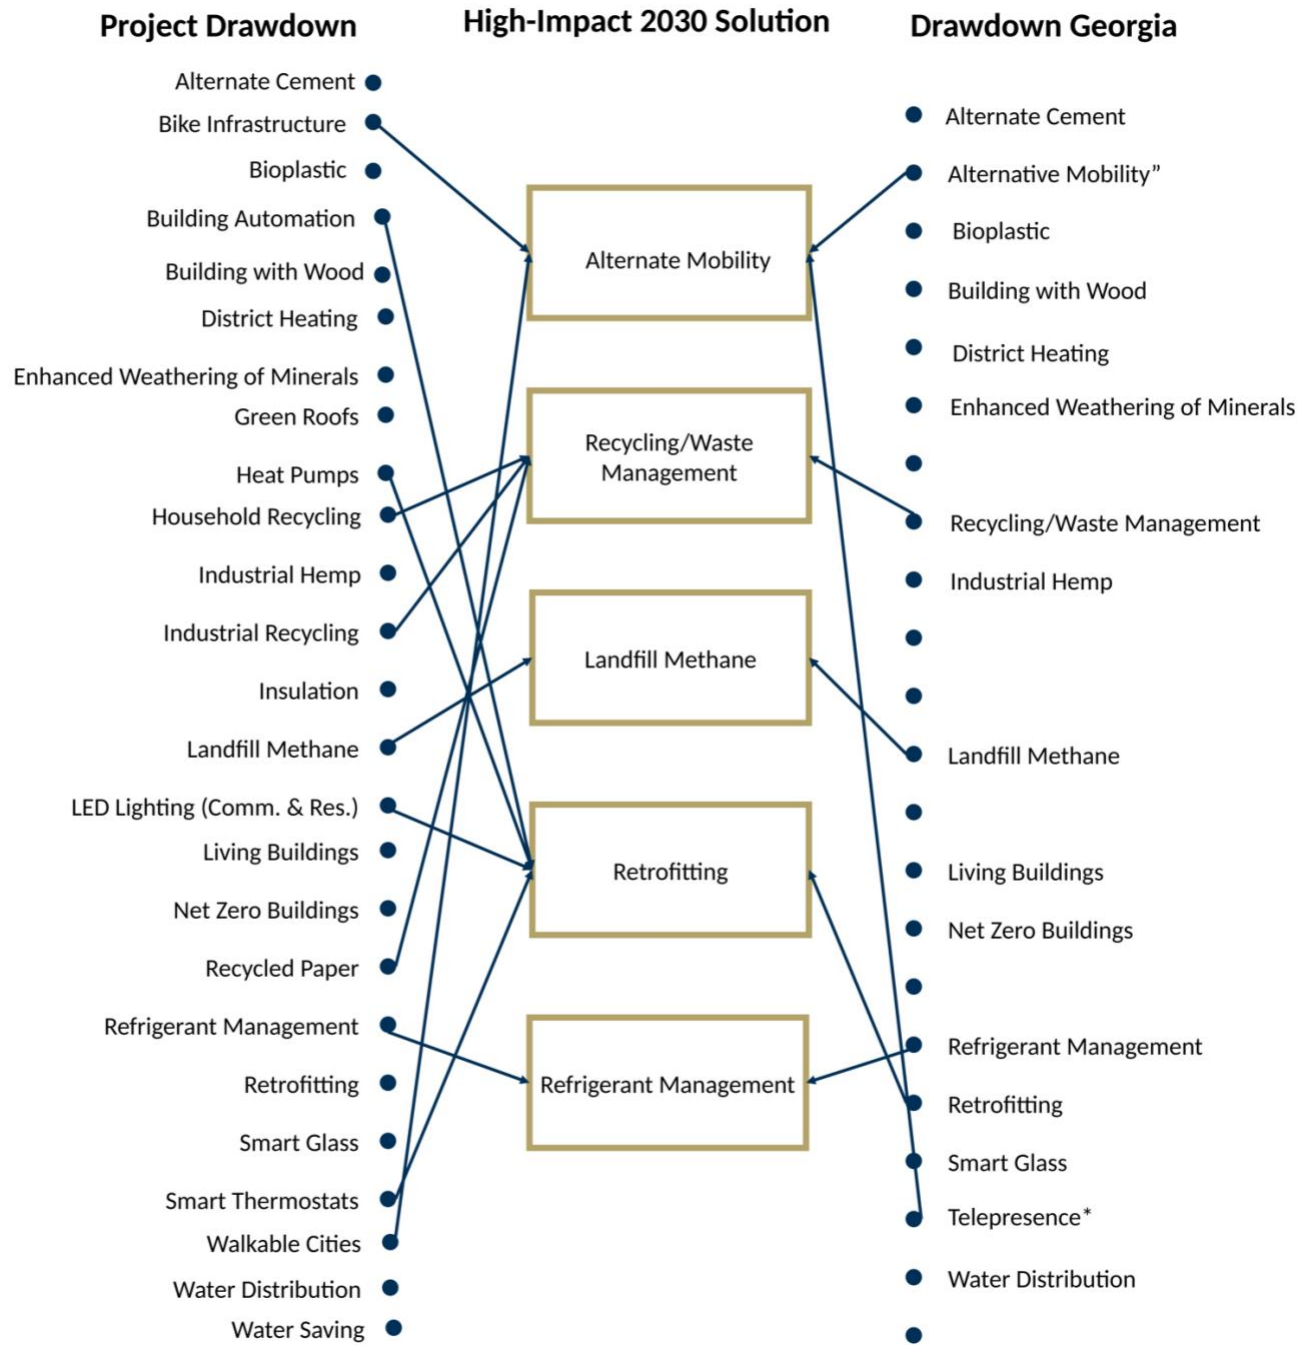 Project Drawdown
High-Impact 2030 Solution
Drawdown Georgia
Alternate Cement
Bike Infrastructure
Bioplastic
Building Automation
Building with Wood
District Heating
Enhanced Weathering of Minerals
Green Roofs
Heat Pumps
Household Recycling
Industrial Hemp
Industrial Recycling
Insulation
Landfill Methane
LED Lighting (Comm. & Res.)
Living Buildings
Net Zero Buildings
Recycled Paper
Refrigerant Management
Retrofitting
Smart Glass
Smart Thermostats
Walkable Cities
Water Distribution
Water Saving
Alternate Mobility
Recycling/Waste
Management
Landfill Methane
Retrofitting
Refrigerant Management
Alternate Cement
Alternative Mobility”
Bioplastic
Building with Wood
District Heating
Enhanced Weathering of Minerals
Recycling/Waste Management
Industrial Hemp
Landfill Methane
Living Buildings
Net Zero Buildings
Refrigerant Management
Retrofitting
Smart Glass
Telepresence*
Water Distribution